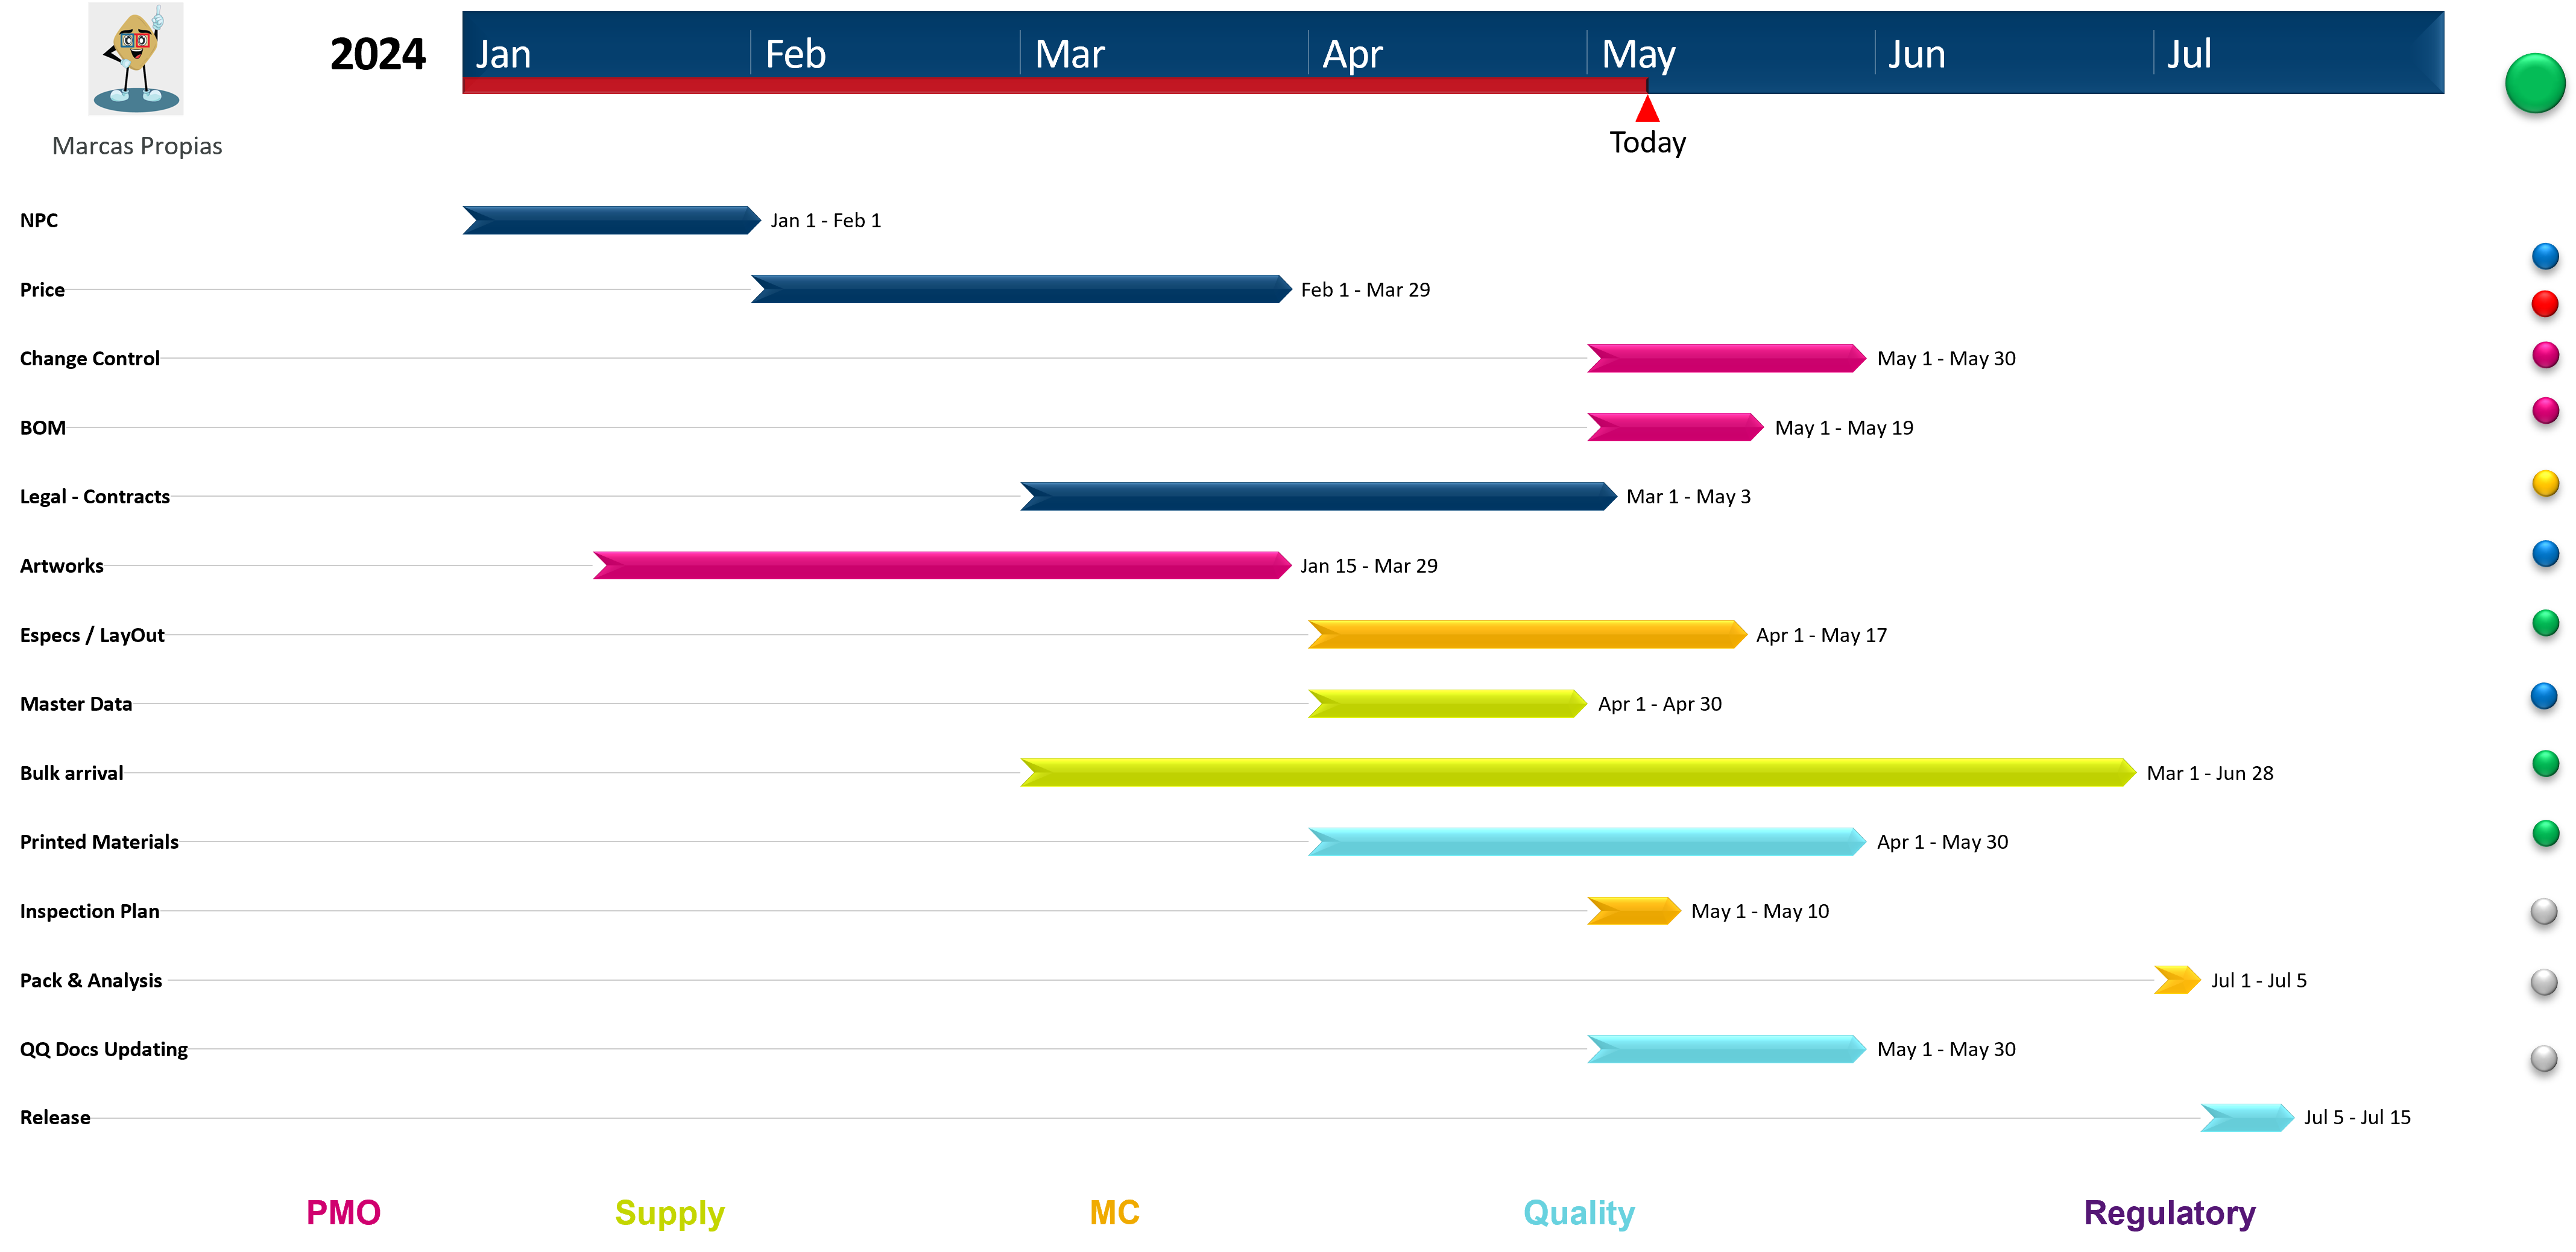 2024
Jan Feb Mar Apr May Jun Jul
Marcas Propias
Today
NPC Jan 1 - Feb 1
Price Feb 1 - Mar 29
Change Control May 1 - May 30
BOM May 1 - May 19
Legal - Contracts Mar 1 - May 3
Artworks Jan 15 - Mar 29
Especs / LayOut Apr 1 - May 17
Master Data Apr 1 - Apr 30
Bulk arrival Mar 1 - Jun 28
Printed Materials Apr 1 - May 30
Inspection Plan May 1 - May 10
Pack & Analysis Jul 1 - Jul 5
QQ Docs Updating May 1 - May 30
Release Jul 5 - Jul 15
PMO Supply MC Quality Regulatory